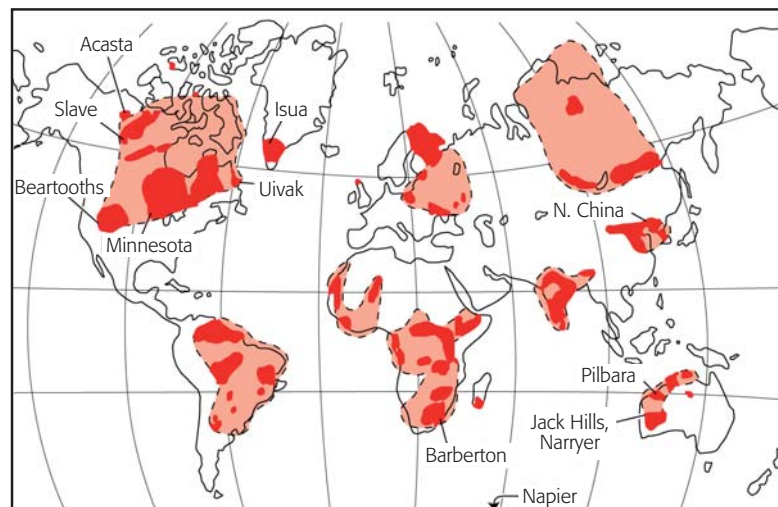 Acasta
Slave
Isua
Beartooths
Uivak
N. China
Minnesota
Pilbara
Jack Hills,
Narryer
Barberton
Napier